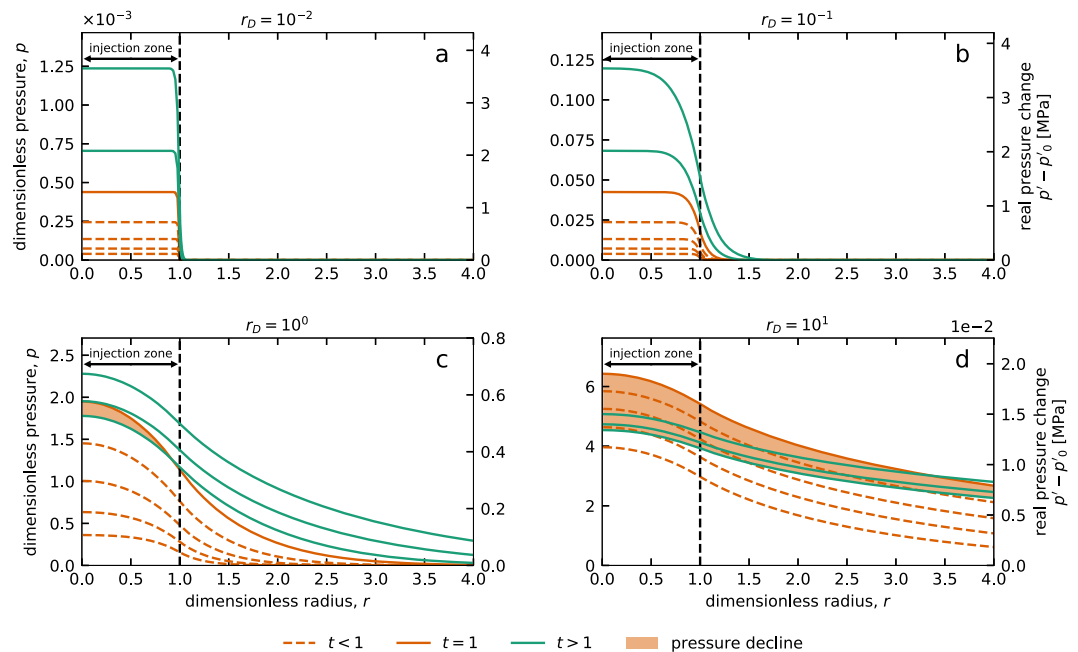 ×10⁻³
r_D = 10⁻²
injection zone
a
dimensionless pressure, p
1.25
1.00
0.75
0.50
0.25
0.00
4
3
2
1
0
0.0 0.5 1.0 1.5 2.0 2.5 3.0 3.5 4.0
r_D = 10⁻¹
injection zone
b
0.125
0.100
0.075
0.050
0.025
0.000
4
3
2
1
0
real pressure change
p′ − p′₀ [MPa]
0.0 0.5 1.0 1.5 2.0 2.5 3.0 3.5 4.0
r_D = 10⁰
injection zone
c
dimensionless pressure, p
2.5
2.0
1.5
1.0
0.5
0.0
0.8
0.6
0.4
0.2
0.0
0.0 0.5 1.0 1.5 2.0 2.5 3.0 3.5 4.0
dimensionless radius, r
r_D = 10¹
1e−2
injection zone
d
6
4
2
0
2.0
1.5
1.0
0.5
0.0
real pressure change
p′ − p′₀ [MPa]
0.0 0.5 1.0 1.5 2.0 2.5 3.0 3.5 4.0
dimensionless radius, r
t < 1 t = 1 t > 1 pressure decline